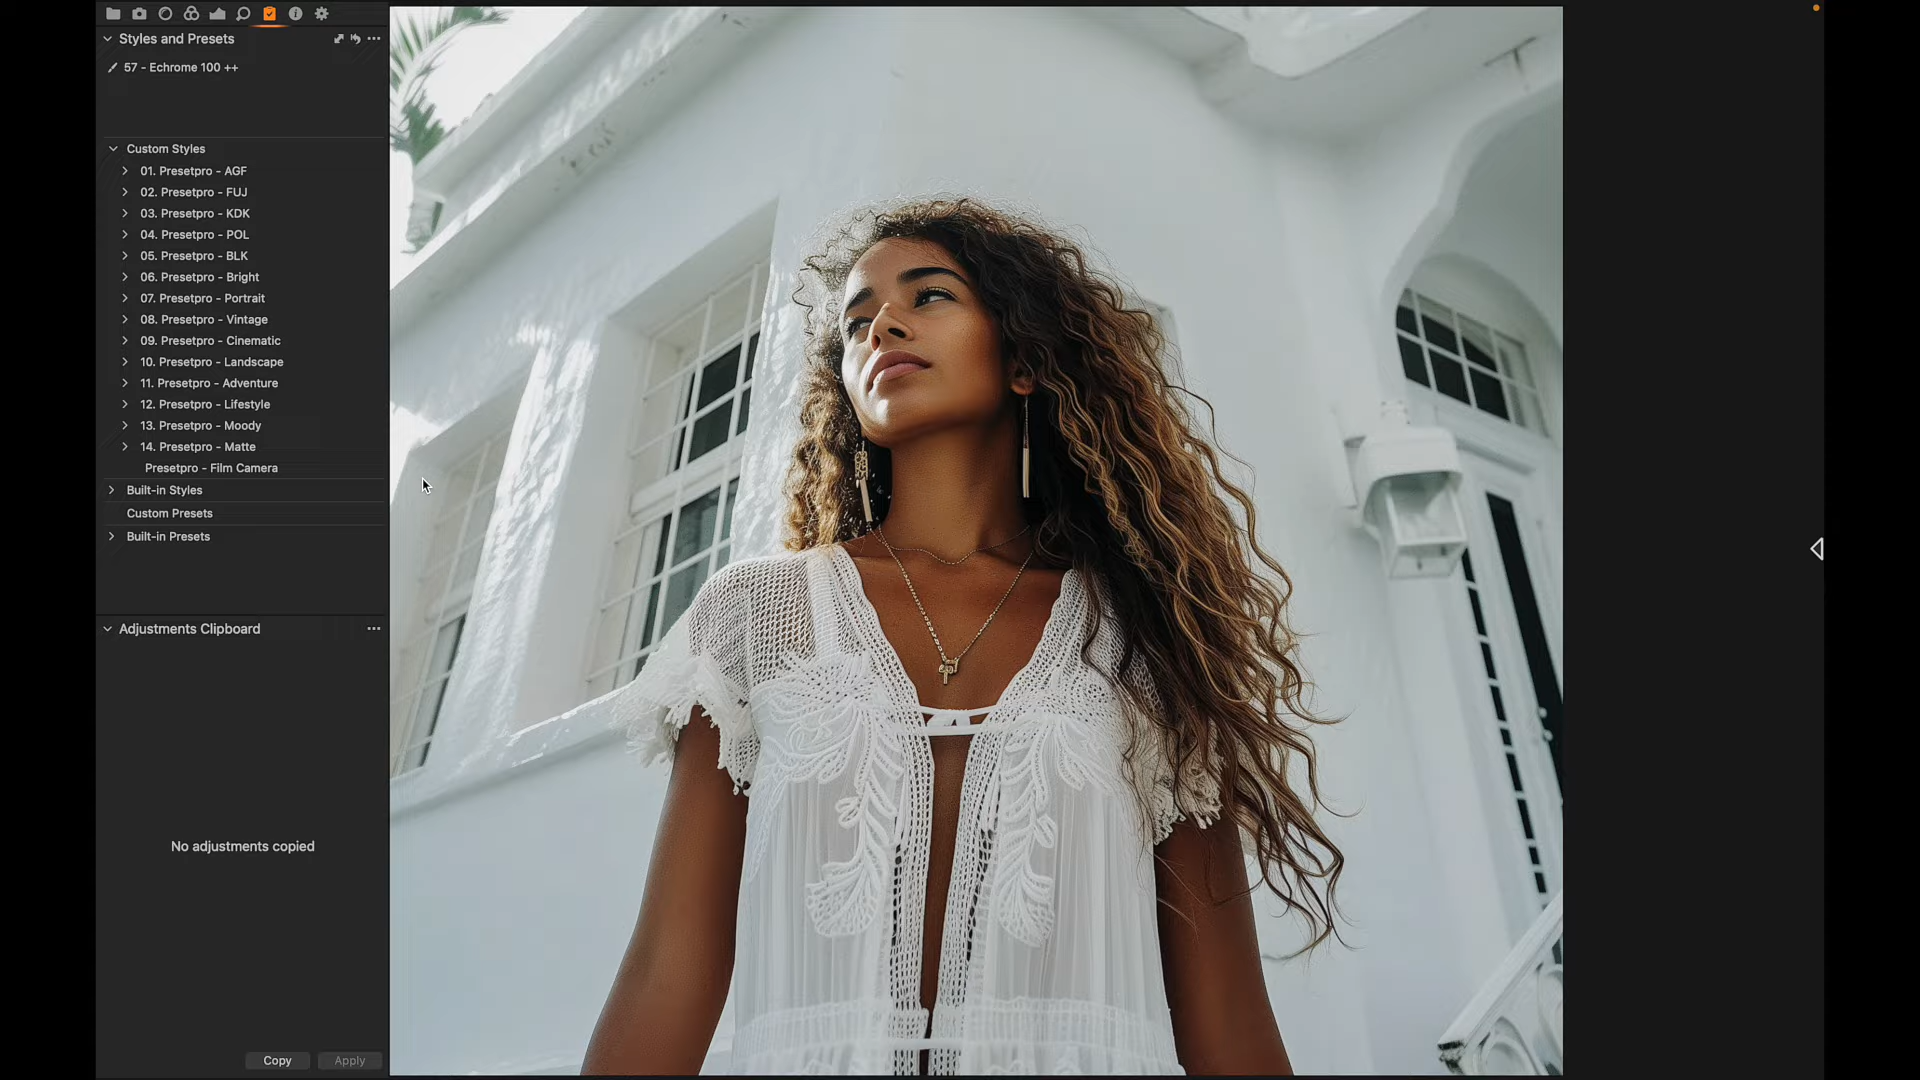 Styles and Presets
57 - Echrome 100 ++
Custom Styles
01. Presetpro - AGF
02. Presetpro - FUJ
03. Presetpro - KDK
04. Presetpro - POL
05. Presetpro - BLK
06. Presetpro - Bright
07. Presetpro - Portrait
08. Presetpro - Vintage
09. Presetpro - Cinematic
10. Presetpro - Landscape
11. Presetpro - Adventure
12. Presetpro - Lifestyle
13. Presetpro - Moody
14. Presetpro - Matte
Presetpro - Film Camera
Built-in Styles
Custom Presets
Built-in Presets
Adjustments Clipboard
No adjustments copied
Copy
Apply